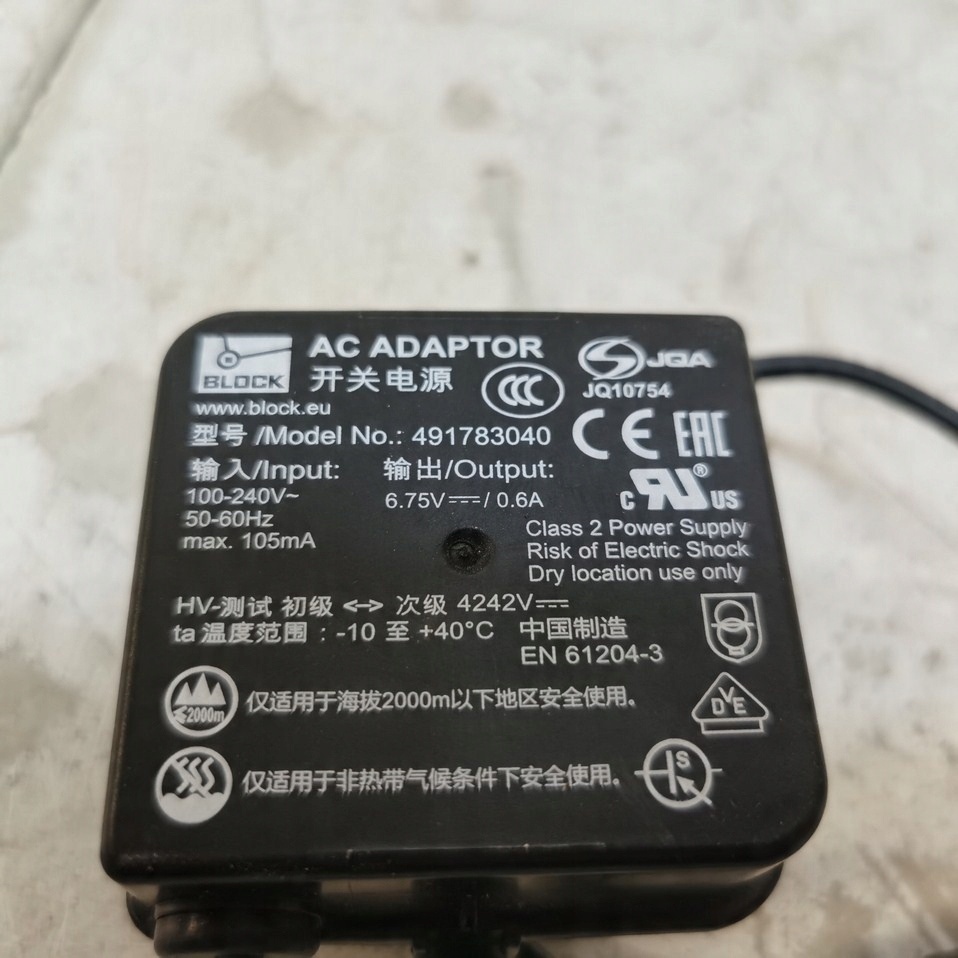 BLOCK
AC ADAPTOR
开关电源
CCC
JQA
JQ10754
www.block.eu
型号 /Model No.: 491783040
CE EAC
输入/Input:
100-240V~
50-60Hz
max. 105mA
输出/Output:
6.75V⎓/ 0.6A
c RU ® US
Class 2 Power Supply
Risk of Electric Shock
Dry location use only
HV-测试 初级 <-> 次级 4242V⎓
ta 温度范围 : -10 至 +40°C
中国制造
EN 61204-3
≤2000m
仅适用于海拔2000m以下地区安全使用。
DVE
仅适用于非热带气候条件下安全使用。
S